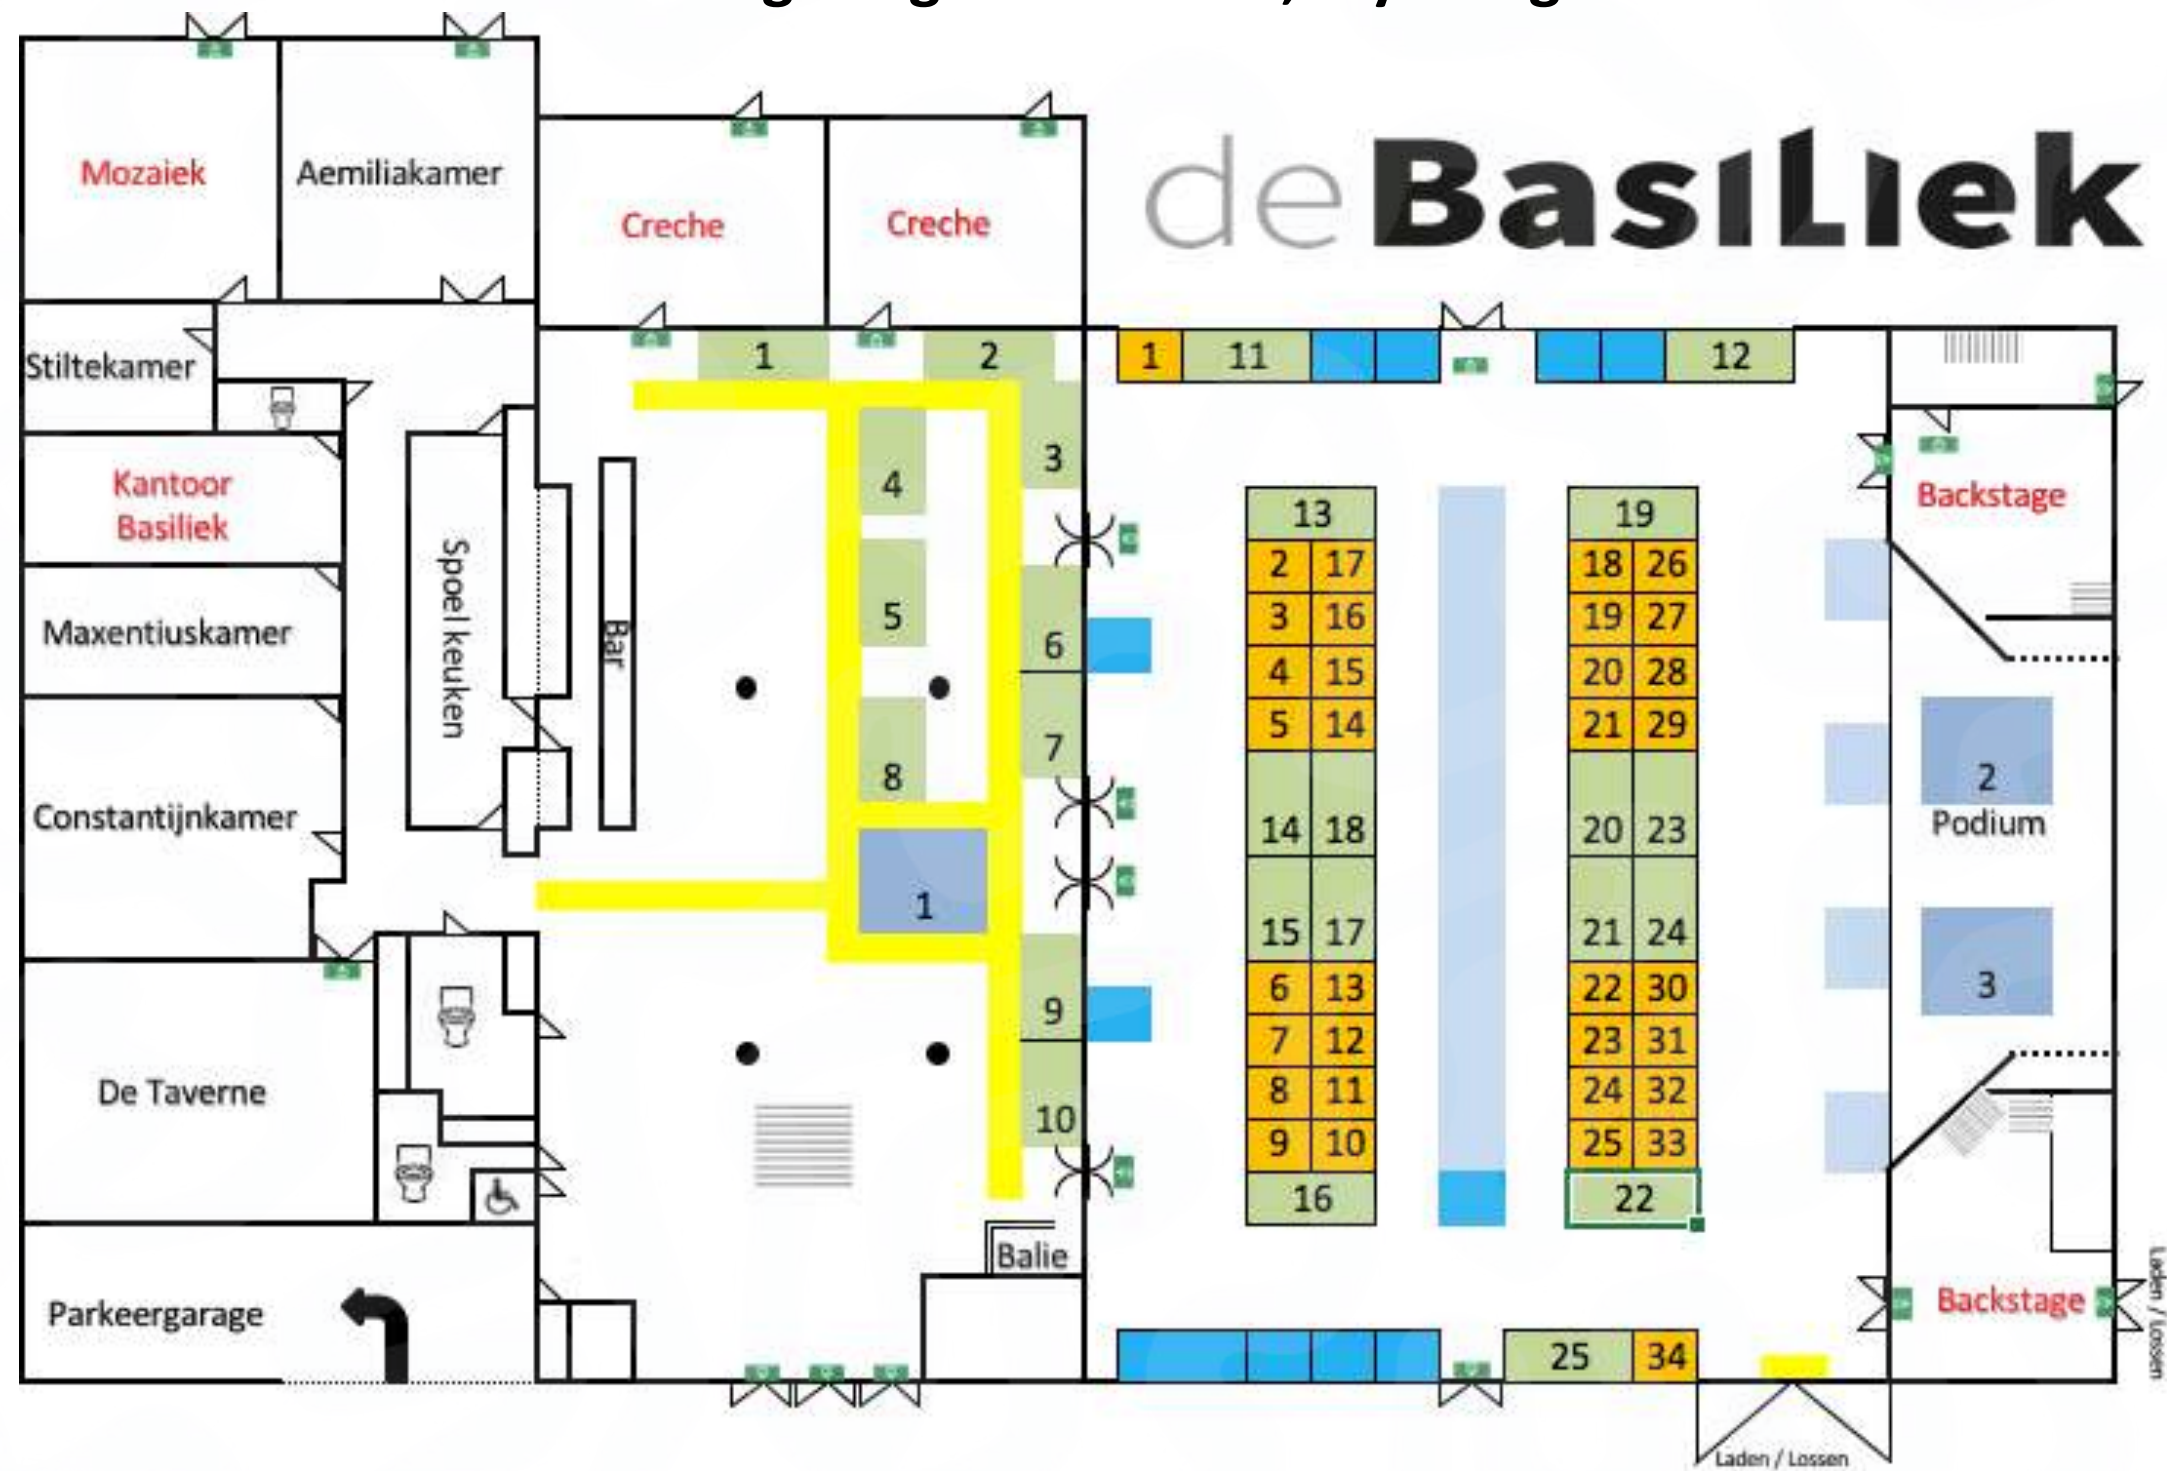 deBasiliek
Mozaiek
Aemiliakamer
Creche
Creche
Stiltekamer
1
2
1
11
12
Kantoor
Basiliek
Spoel keuken
Bar
4
3
13
19
Backstage
2 17
18 26
5
3 16
19 27
Maxentiuskamer
6
4 15
20 28
5 14
21 29
7
8
2
Podium
Constantijnkamer
14 18
20 23
1
15 17
21 24
3
6 13
22 30
9
7 12
23 31
De Taverne
8 11
24 32
10
9 10
25 33
16
22
Balie
Parkeergarage
Backstage
Laden / Lossen
25
34
Laden / Lossen